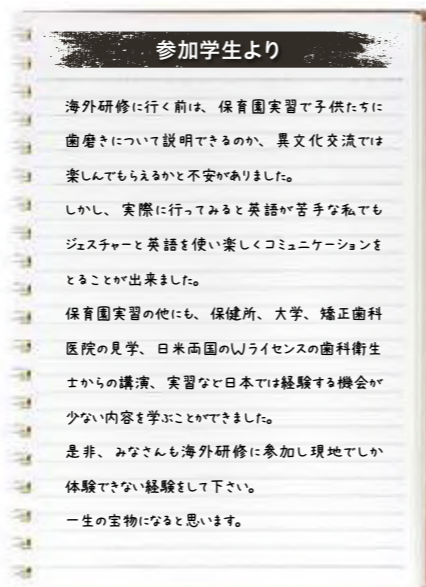 参加学生より
海外研修に行く前は、保育園実習で子供たちに
歯磨きについて説明できるのか、異文化交流では
楽しんでもらえるかと不安がありました。
しかし、実際に行ってみると英語が苦手な私でも
ジェスチャーと英語を使い楽しくコミュニケーションを
とることが出来ました。
保育園実習の他にも、保健所、大学、矯正歯科
医院の見学、日米両国のWライセンスの歯科衛生
士からの講演、実習など日本では経験する機会が
少ない内容を学ぶことができました。
是非、みなさんも海外研修に参加し現地でしか
体験できない経験をして下さい。
一生の宝物になると思います。